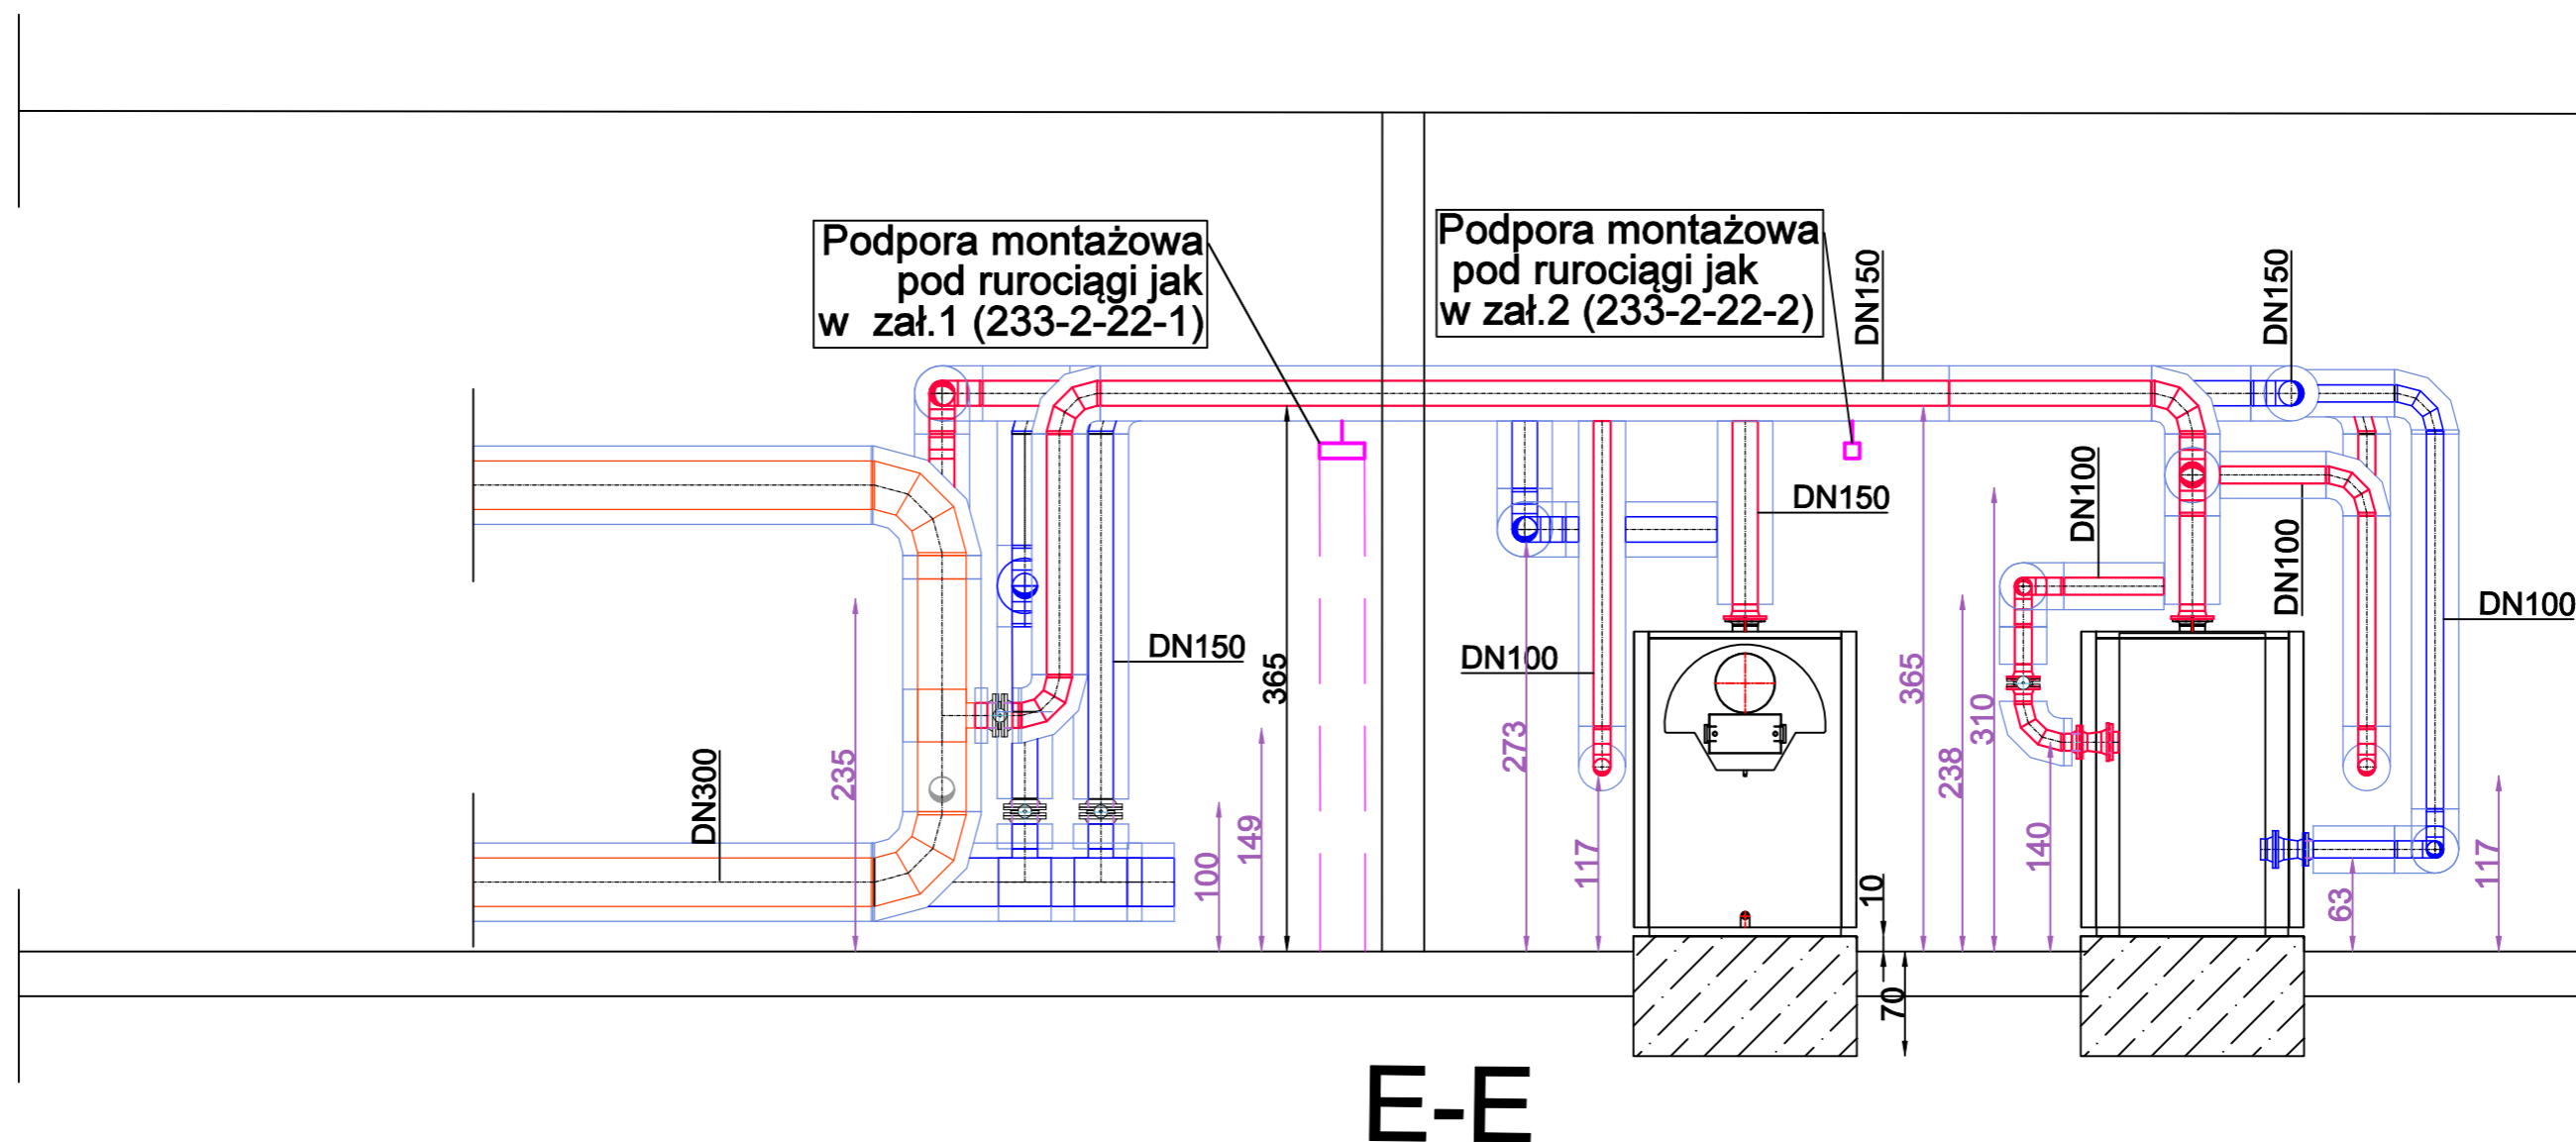 Podpora montażowa
pod rurociągi jak
w zał.1 (233-2-22-1)
Podpora montażowa
pod rurociągi jak
w zał.2 (233-2-22-2)
DN150
DN150
DN150
DN100
DN100
DN100
DN150
DN100
DN300
235
100
149
365
273
117
365
238
310
140
63
117
10
70
E-E